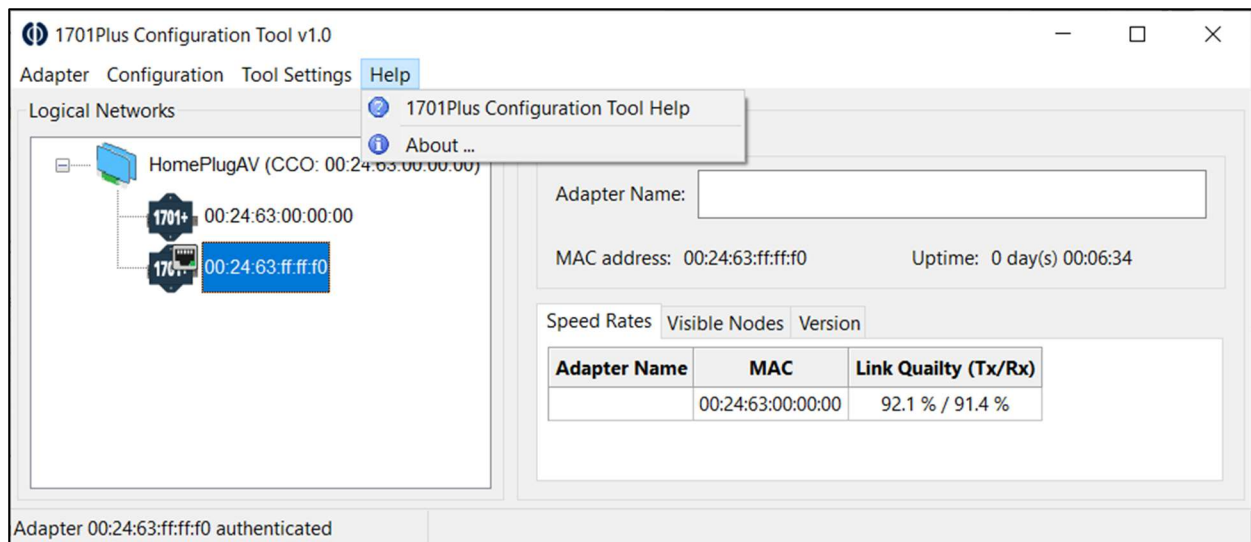 1701Plus Configuration Tool v1.0
Adapter Configuration Tool Settings Help
1701Plus Configuration Tool Help
About ...
Logical Networks
HomePlugAV (CCO: 00:24:63:00:00:00)
1701+ 00:24:63:00:00:00
00:24:63:ff:ff:f0
Adapter Name:
MAC address: 00:24:63:ff:ff:f0 Uptime: 0 day(s) 00:06:34
Speed Rates Visible Nodes Version
Adapter Name MAC Link Quailty (Tx/Rx)
00:24:63:00:00:00 92.1 % / 91.4 %
Adapter 00:24:63:ff:ff:f0 authenticated